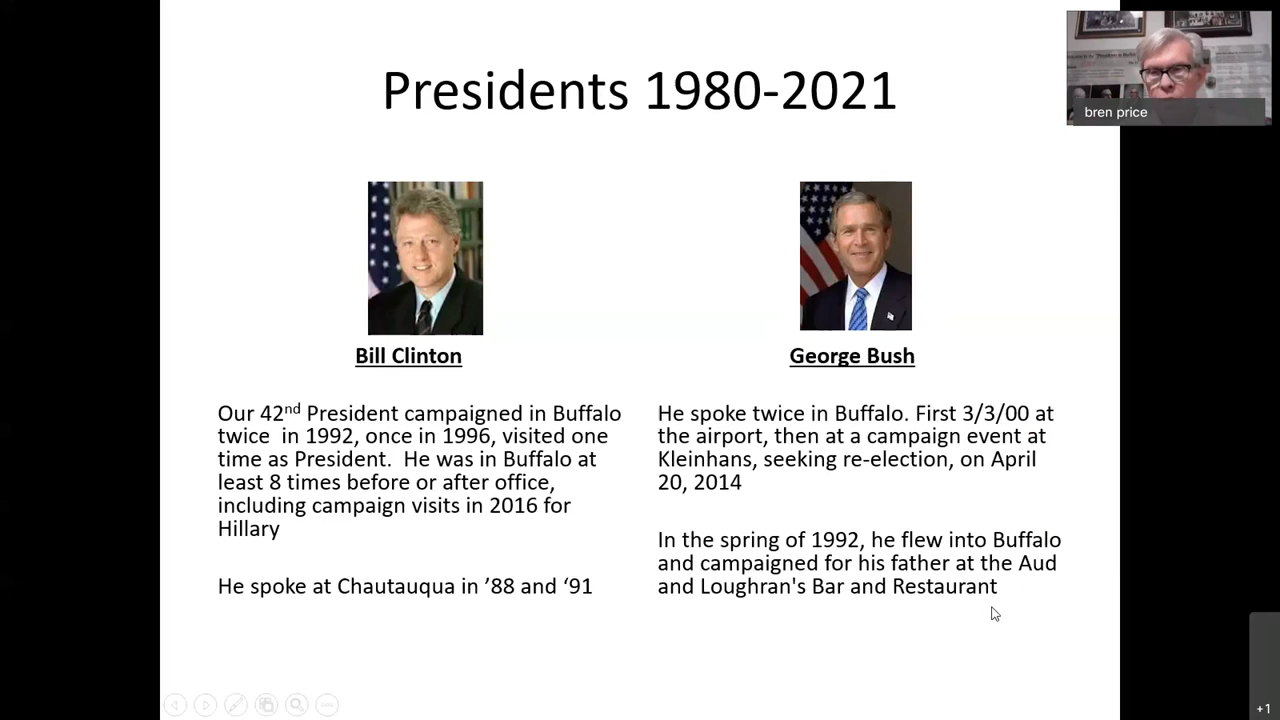 Presidents 1980-2021
bren price
Bill Clinton
Our 42nd President campaigned in Buffalo
twice  in 1992, once in 1996, visited one
time as President.  He was in Buffalo at
least 8 times before or after office,
including campaign visits in 2016 for
Hillary
He spoke at Chautauqua in ’88 and ‘91
George Bush
He spoke twice in Buffalo. First 3/3/00 at
the airport, then at a campaign event at
Kleinhans, seeking re-election, on April
20, 2014
In the spring of 1992, he flew into Buffalo
and campaigned for his father at the Aud
and Loughran's Bar and Restaurant
+1